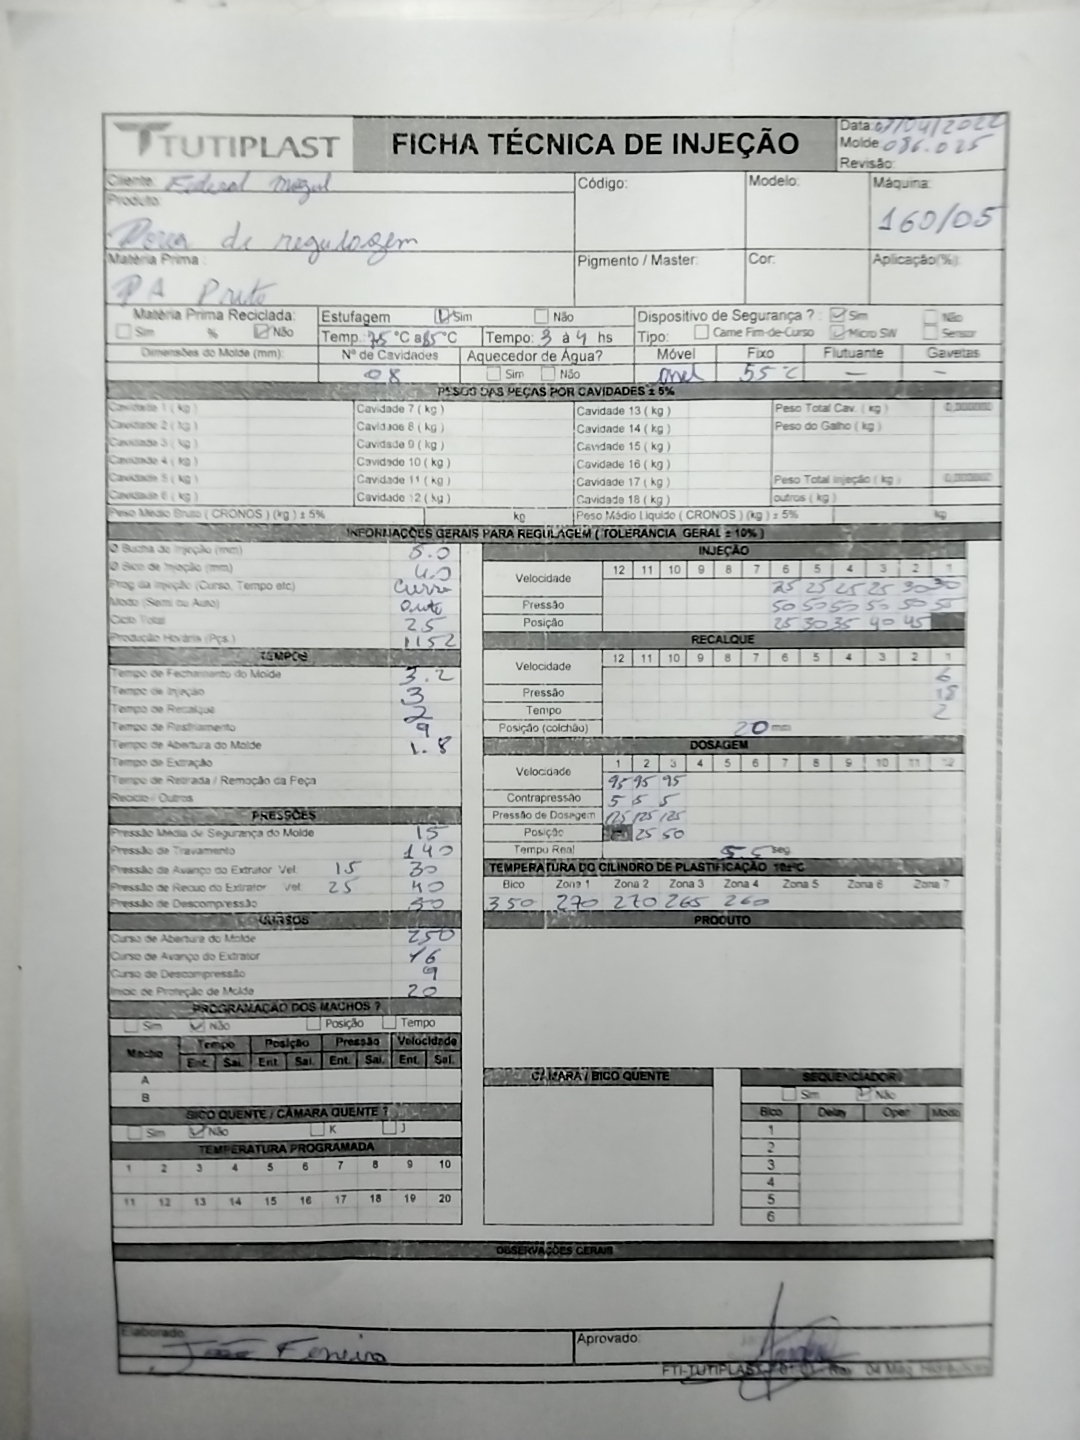 TUTIPLAST
FICHA TÉCNICA DE INJEÇÃO
Data: 07/04/2022
Molde 086.025
Revisão:
Cliente: Federal Mogul
Código:
Modelo:
Máquina:
160/05
Produto:
Porca de regulagem
Matéria Prima:
PA Preto
Pigmento / Master:
Cor:
Aplicação(%):
Matéria Prima Reciclada:
Sim % Não
Estufagem Sim Não
Temp. 75 °C a 85 °C Tempo: 3 à 4 hs
Dispositivo de Segurança ? Sim Não
Tipo: Came Fim-de-Curso Micro SW Sensor
Dimensões do Molde (mm):
Nº de Cavidades
08
Aquecedor de Água?
Sim Não
Móvel Fixo Flutuante Gavetas
55 °C — —
PESO DAS PEÇAS POR CAVIDADES ± 5%
Cavidade 1 ( kg ) Cavidade 7 ( kg ) Cavidade 13 ( kg ) Peso Total Cav. ( kg ) 0,000000
Cavidade 2 ( kg ) Cavidade 8 ( kg ) Cavidade 14 ( kg ) Peso do Galho ( kg )
Cavidade 3 ( kg ) Cavidade 9 ( kg ) Cavidade 15 ( kg )
Cavidade 4 ( kg ) Cavidade 10 ( kg ) Cavidade 16 ( kg )
Cavidade 5 ( kg ) Cavidade 11 ( kg ) Cavidade 17 ( kg ) Peso Total Injeção ( kg ) 0,000000
Cavidade 6 ( kg ) Cavidade 12 ( kg ) Cavidade 18 ( kg ) outros ( kg )
Peso Médio Bruto ( CRONOS ) (kg ) ± 5% kg Peso Médio Líquido ( CRONOS ) (kg ) ± 5% kg
INFORMAÇÕES GERAIS PARA REGULAGEM ( TOLERÂNCIA GERAL ± 10% )
Ø Bucha de Injeção (mm) 5.0
Ø Bico de Injeção (mm) 4.0
Prog da Injeção (Curso, Tempo etc) Curso
Modo (Semi ou Auto) Auto
Ciclo Total 25
Produção Horária (Pçs.) 1152
TEMPOS
Tempo de Fechamento do Molde 3.2
Tempo de Injeção 3
Tempo de Recalque 2
Tempo de Resfriamento 9
Tempo de Abertura do Molde 1.8
Tempo de Extração
Tempo de Retirada / Remoção da Peça
Reciclo / Outros
PRESSÕES
Pressão Média de Segurança do Molde 15
Pressão de Travamento 140
Pressão de Avanço do Extrator Vel. 15 30
Pressão de Recuo do Extrator Vel. 25 40
Pressão de Descompressão 50
CURSOS
Curso de Abertura do Molde 250
Curso de Avanço do Extrator 76
Curso de Descompressão 9
Inicio de Proteção de Molde 20
PROGRAMAÇÃO DOS MACHOS ?
Sim Não Posição Tempo
Macho Tempo Posição Pressão Velocidade
Ent. Sai. Ent. Sai. Ent. Sai. Ent. Sai.
A
B
BICO QUENTE / CÂMARA QUENTE ?
Sim Não K J
TEMPERATURA PROGRAMADA
1 2 3 4 5 6 7 8 9 10
11 12 13 14 15 16 17 18 19 20
INJEÇÃO
12 11 10 9 8 7 6 5 4 3 2 1
Velocidade 25 25 25 25 30 30
Pressão 50 50 50 50 50 55
Posição 25 30 35 40 45
RECALQUE
12 11 10 9 8 7 6 5 4 3 2 1
Velocidade 6
Pressão 18
Tempo 2
Posição (colchão) 20 mm
DOSAGEM
1 2 3 4 5 6 7 8 9 10 11 12
Velocidade 95 95 95
Contrapressão 5 5 5
Pressão de Dosagem 125 125 125
Posição 25 50
Tempo Real 5.5 seg.
TEMPERATURA DO CILINDRO DE PLASTIFICAÇÃO 10±°C
Bico Zona 1 Zona 2 Zona 3 Zona 4 Zona 5 Zona 6 Zona 7
350 270 270 265 260
PRODUTO
CÂMARA / BICO QUENTE
SEQUENCIADOR
Sim Não
Bico Delay Open Modo
1
2
3
4
5
6
OBSERVAÇÕES GERAIS
Elaborado:
João Ferreira
Aprovado:
FTI-TUTIPLAST